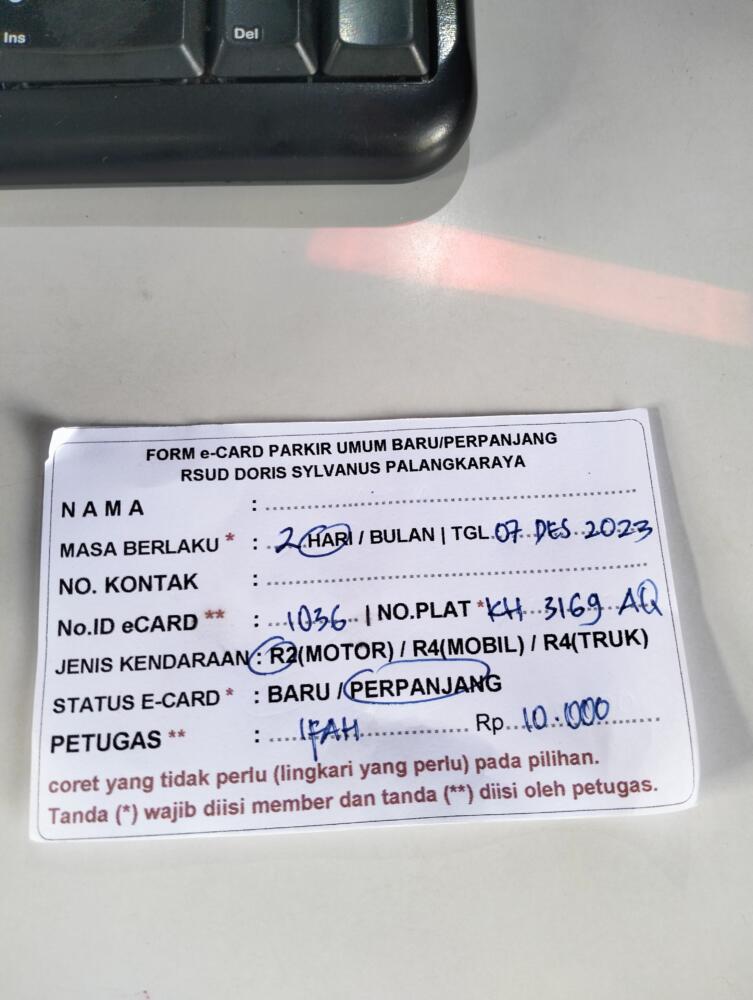 Ins Del
FORM e-CARD PARKIR UMUM BARU/PERPANJANG
RSUD DORIS SYLVANUS PALANGKARAYA
N A M A :
MASA BERLAKU * : 2 HARI / BULAN | TGL. 07 DES 2023
NO. KONTAK :
No.ID eCARD ** : 1036 | NO.PLAT * KH 3169 AQ
JENIS KENDARAAN : R2(MOTOR) / R4(MOBIL) / R4(TRUK)
STATUS E-CARD * : BARU / PERPANJANG
PETUGAS ** : IFAH Rp. 10.000
coret yang tidak perlu (lingkari yang perlu) pada pilihan.
Tanda (*) wajib diisi member dan tanda (**) diisi oleh petugas.